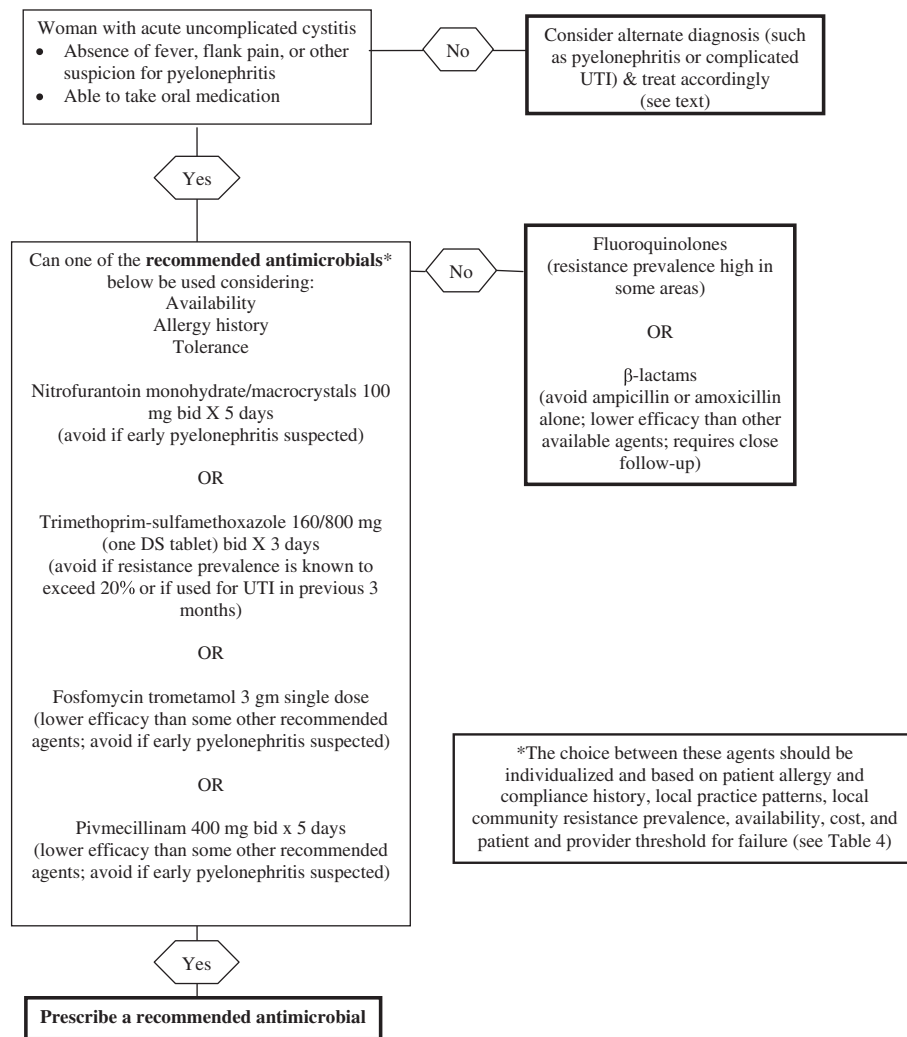 Woman with acute uncomplicated cystitis
• Absence of fever, flank pain, or other
suspicion for pyelonephritis
• Able to take oral medication
No
Consider alternate diagnosis (such
as pyelonephritis or complicated
UTI) & treat accordingly
(see text)
Yes
Can one of the recommended antimicrobials*
below be used considering:
Availability
Allergy history
Tolerance
Nitrofurantoin monohydrate/macrocrystals 100
mg bid X 5 days
(avoid if early pyelonephritis suspected)
OR
Trimethoprim-sulfamethoxazole 160/800 mg
(one DS tablet) bid X 3 days
(avoid if resistance prevalence is known to
exceed 20% or if used for UTI in previous 3
months)
OR
Fosfomycin trometamol 3 gm single dose
(lower efficacy than some other recommended
agents; avoid if early pyelonephritis suspected)
OR
Pivmecillinam 400 mg bid x 5 days
(lower efficacy than some other recommended
agents; avoid if early pyelonephritis suspected)
No
Fluoroquinolones
(resistance prevalence high in
some areas)
OR
β-lactams
(avoid ampicillin or amoxicillin
alone; lower efficacy than other
available agents; requires close
follow-up)
*The choice between these agents should be
individualized and based on patient allergy and
compliance history, local practice patterns, local
community resistance prevalence, availability, cost, and
patient and provider threshold for failure (see Table 4)
Yes
Prescribe a recommended antimicrobial